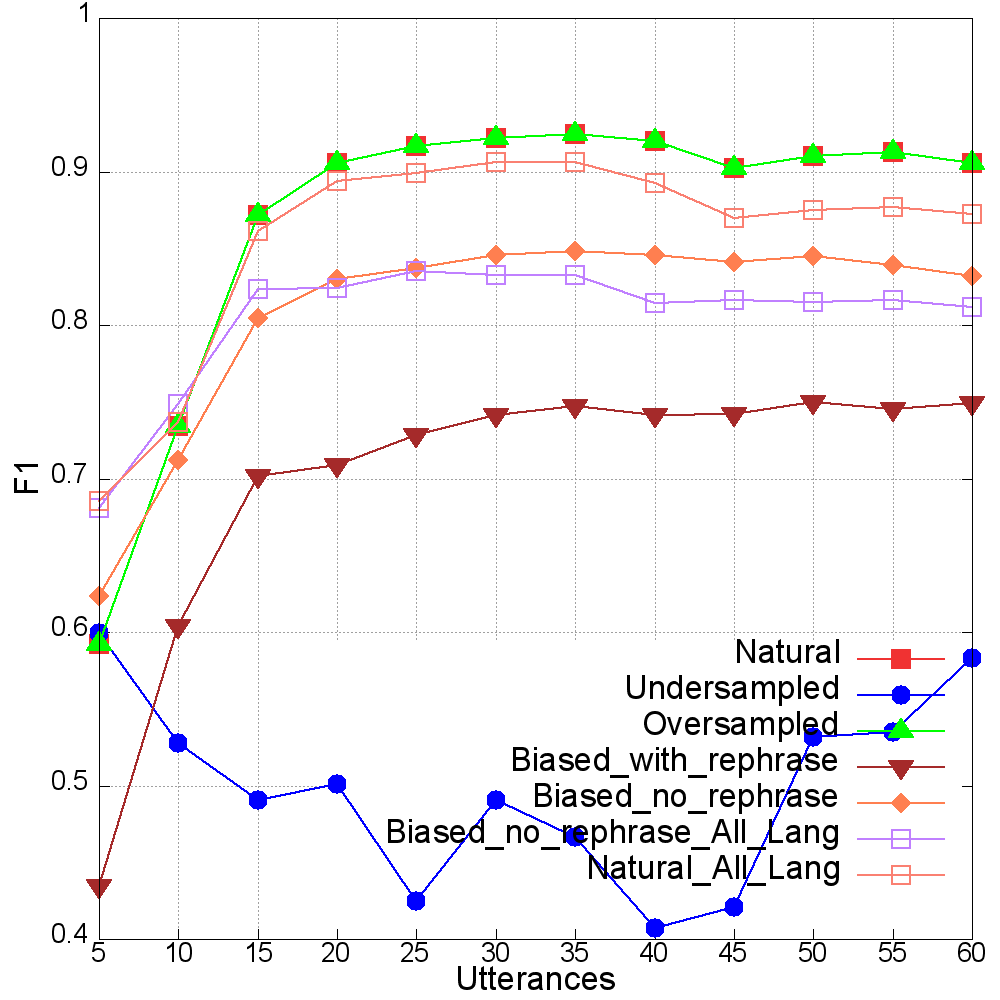 1
0.9
0.8
0.7
0.6
0.5
0.4
F1
Natural
Undersampled
Oversampled
Biased_with_rephrase
Biased_no_rephrase
Biased_no_rephrase_All_Lang
Natural_All_Lang
5 10 15 20 25 30 35 40 45 50 55 60
Utterances